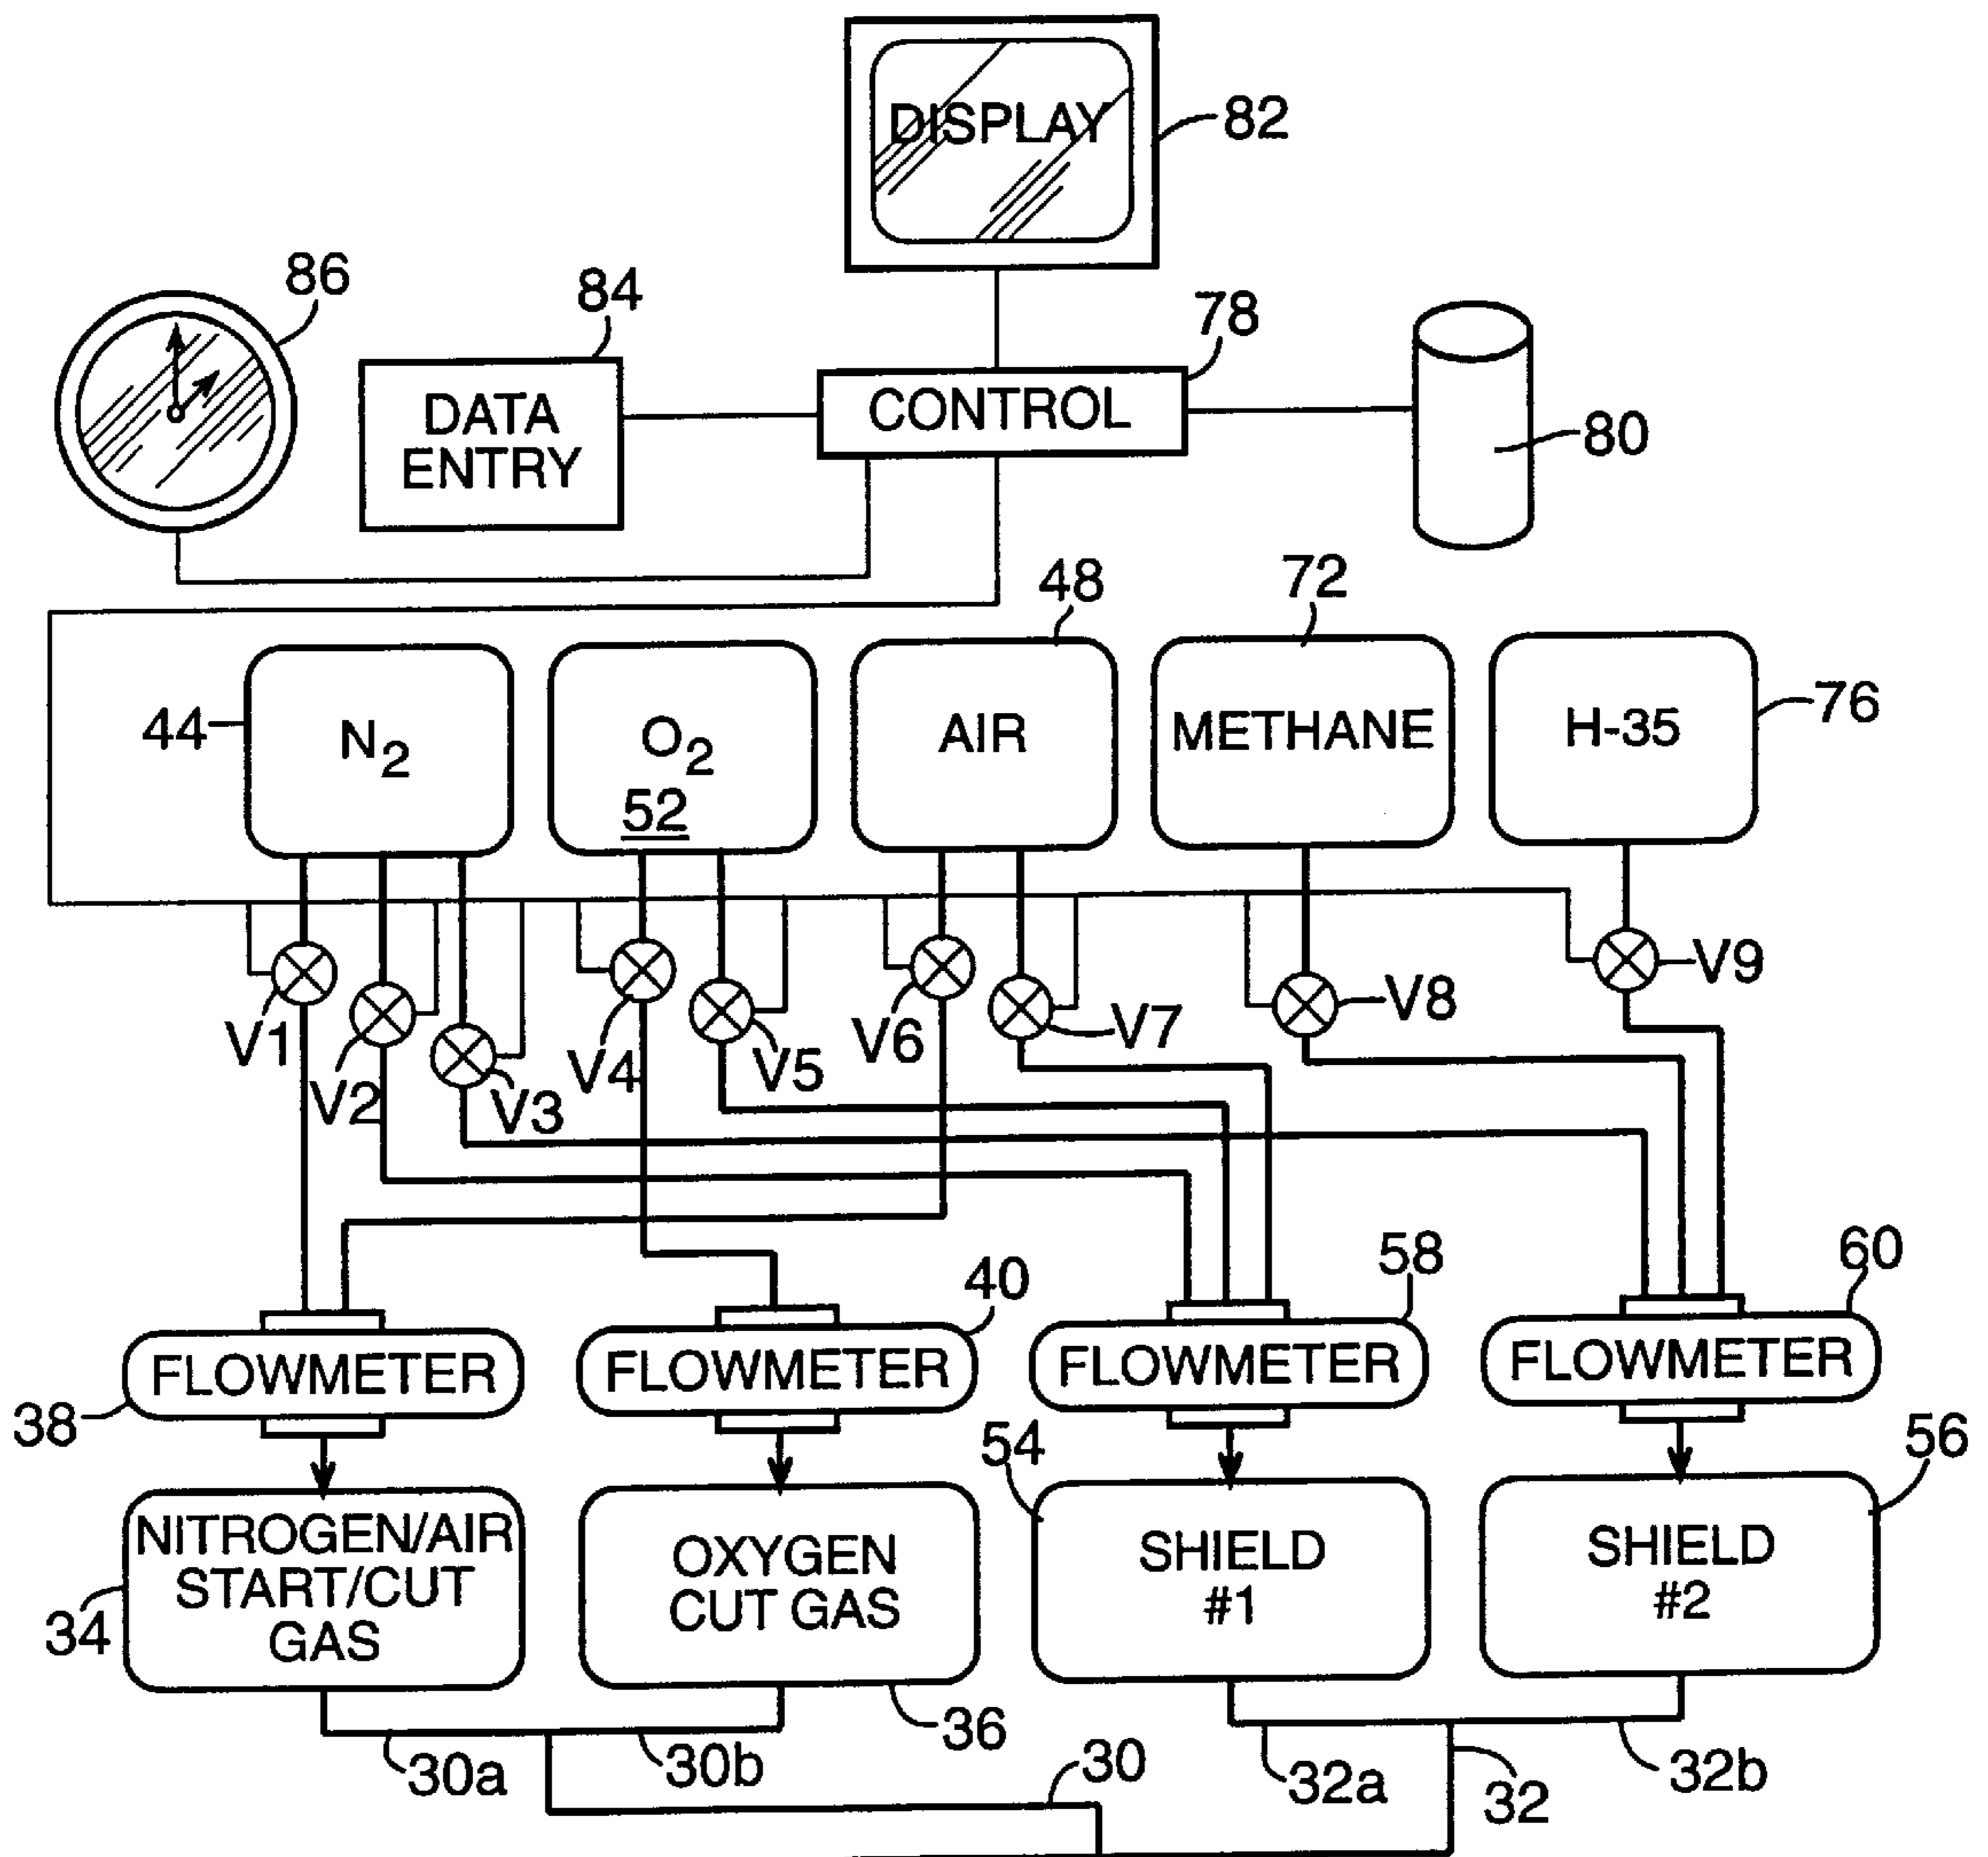 DISPLAY
82
86
84
78
DATA
ENTRY
CONTROL
80
48
72
44
N2
O2
52
AIR
METHANE
H-35
76
V1
V2
V3
V4
V5
V6
V7
V8
V9
58
60
40
FLOWMETER
FLOWMETER
FLOWMETER
FLOWMETER
38
54
56
NITROGEN/AIR
START/CUT
GAS
34
OXYGEN
CUT GAS
36
SHIELD
#1
SHIELD
#2
30a
30b
30
32a
32
32b